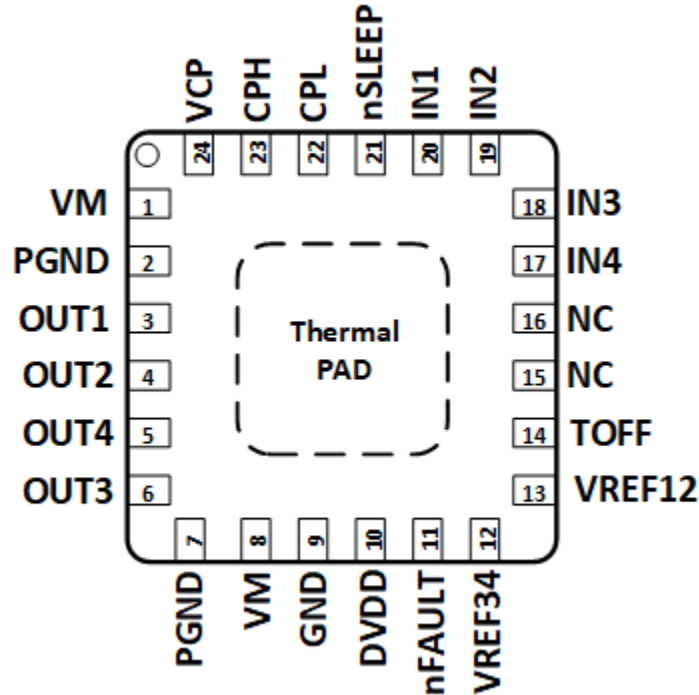 VCP
CPH
CPL
nSLEEP
IN1
IN2
24
23
22
21
20
19
VM 1
18 IN3
PGND 2
17 IN4
OUT1 3
16 NC
OUT2 4
15 NC
OUT4 5
14 TOFF
OUT3 6
13 VREF12
Thermal
PAD
7
8
9
10
11
12
PGND
VM
GND
DVDD
nFAULT
VREF34